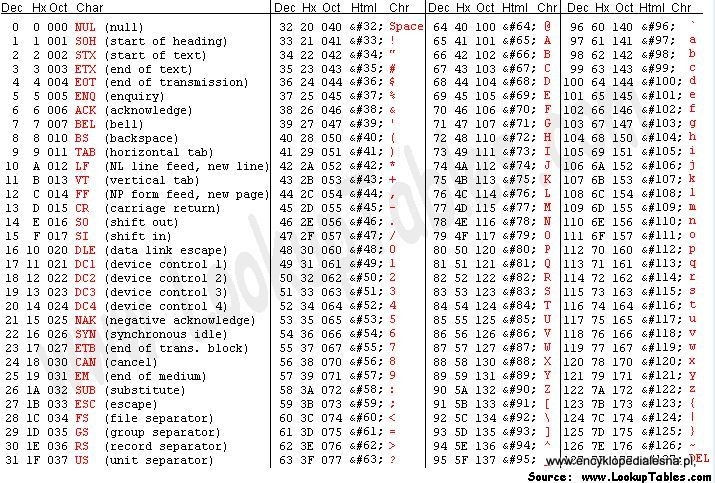 Dec Hx Oct Char Dec Hx Oct Html Chr Dec Hx Oct Html Chr Dec Hx Oct Html Chr
0 0 000 NUL (null) 32 20 040 &#32; Space 64 40 100 &#64; @ 96 60 140 &#96; `
1 1 001 SOH (start of heading) 33 21 041 &#33; ! 65 41 101 &#65; A 97 61 141 &#97; a
2 2 002 STX (start of text) 34 22 042 &#34; " 66 42 102 &#66; B 98 62 142 &#98; b
3 3 003 ETX (end of text) 35 23 043 &#35; # 67 43 103 &#67; C 99 63 143 &#99; c
4 4 004 EOT (end of transmission) 36 24 044 &#36; $ 68 44 104 &#68; D 100 64 144 &#100; d
5 5 005 ENQ (enquiry) 37 25 045 &#37; % 69 45 105 &#69; E 101 65 145 &#101; e
6 6 006 ACK (acknowledge) 38 26 046 &#38; & 70 46 106 &#70; F 102 66 146 &#102; f
7 7 007 BEL (bell) 39 27 047 &#39; ' 71 47 107 &#71; G 103 67 147 &#103; g
8 8 010 BS (backspace) 40 28 050 &#40; ( 72 48 110 &#72; H 104 68 150 &#104; h
9 9 011 TAB (horizontal tab) 41 29 051 &#41; ) 73 49 111 &#73; I 105 69 151 &#105; i
10 A 012 LF (NL line feed, new line) 42 2A 052 &#42; * 74 4A 112 &#74; J 106 6A 152 &#106; j
11 B 013 VT (vertical tab) 43 2B 053 &#43; + 75 4B 113 &#75; K 107 6B 153 &#107; k
12 C 014 FF (NP form feed, new page) 44 2C 054 &#44; , 76 4C 114 &#76; L 108 6C 154 &#108; l
13 D 015 CR (carriage return) 45 2D 055 &#45; - 77 4D 115 &#77; M 109 6D 155 &#109; m
14 E 016 SO (shift out) 46 2E 056 &#46; . 78 4E 116 &#78; N 110 6E 156 &#110; n
15 F 017 SI (shift in) 47 2F 057 &#47; / 79 4F 117 &#79; O 111 6F 157 &#111; o
16 10 020 DLE (data link escape) 48 30 060 &#48; 0 80 50 120 &#80; P 112 70 160 &#112; p
17 11 021 DC1 (device control 1) 49 31 061 &#49; 1 81 51 121 &#81; Q 113 71 161 &#113; q
18 12 022 DC2 (device control 2) 50 32 062 &#50; 2 82 52 122 &#82; R 114 72 162 &#114; r
19 13 023 DC3 (device control 3) 51 33 063 &#51; 3 83 53 123 &#83; S 115 73 163 &#115; s
20 14 024 DC4 (device control 4) 52 34 064 &#52; 4 84 54 124 &#84; T 116 74 164 &#116; t
21 15 025 NAK (negative acknowledge) 53 35 065 &#53; 5 85 55 125 &#85; U 117 75 165 &#117; u
22 16 026 SYN (synchronous idle) 54 36 066 &#54; 6 86 56 126 &#86; V 118 76 166 &#118; v
23 17 027 ETB (end of trans. block) 55 37 067 &#55; 7 87 57 127 &#87; W 119 77 167 &#119; w
24 18 030 CAN (cancel) 56 38 070 &#56; 8 88 58 130 &#88; X 120 78 170 &#120; x
25 19 031 EM (end of medium) 57 39 071 &#57; 9 89 59 131 &#89; Y 121 79 171 &#121; y
26 1A 032 SUB (substitute) 58 3A 072 &#58; : 90 5A 132 &#90; Z 122 7A 172 &#122; z
27 1B 033 ESC (escape) 59 3B 073 &#59; ; 91 5B 133 &#91; [ 123 7B 173 &#123; {
28 1C 034 FS (file separator) 60 3C 074 &#60; < 92 5C 134 &#92; \ 124 7C 174 &#124; |
29 1D 035 GS (group separator) 61 3D 075 &#61; = 93 5D 135 &#93; ] 125 7D 175 &#125; }
30 1E 036 RS (record separator) 62 3E 076 &#62; > 94 5E 136 &#94; ^ 126 7E 176 &#126; ~
31 1F 037 US (unit separator) 63 3F 077 &#63; ? 95 5F 137 &#95; _ DEL
www.encyklopedialesna.pl
Source: www.LookupTables.com